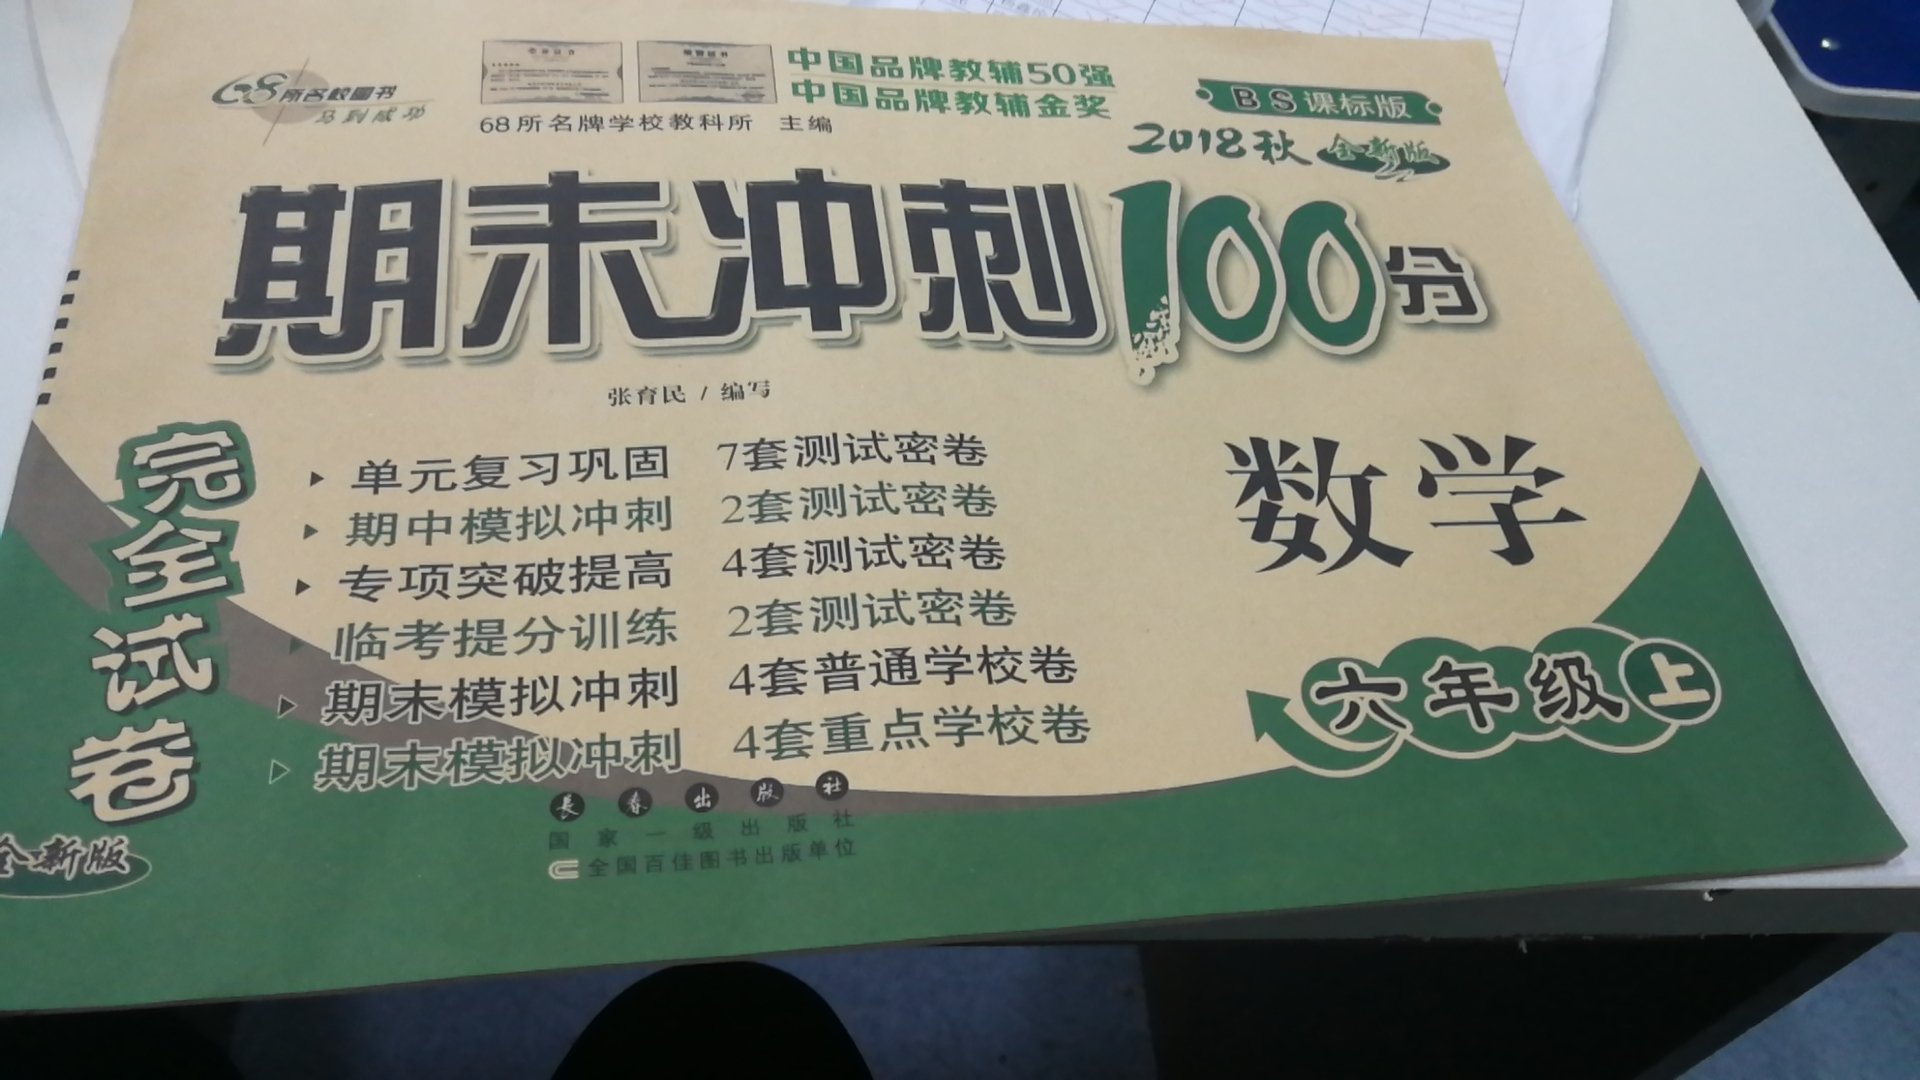 68所名校图书
马到成功
中国品牌教辅50强
中国品牌教辅金奖
68所名牌学校教科所 主编
BS课标版
2018秋 全新版
期末冲刺100分
张育民 / 编写
完全试卷
全新版
单元复习巩固 7套测试密卷
期中模拟冲刺 2套测试密卷
专项突破提高 4套测试密卷
临考提分训练 2套测试密卷
期末模拟冲刺 4套普通学校卷
期末模拟冲刺 4套重点学校卷
数学
六年级上
长春出版社
国家一级出版社
全国百佳图书出版单位